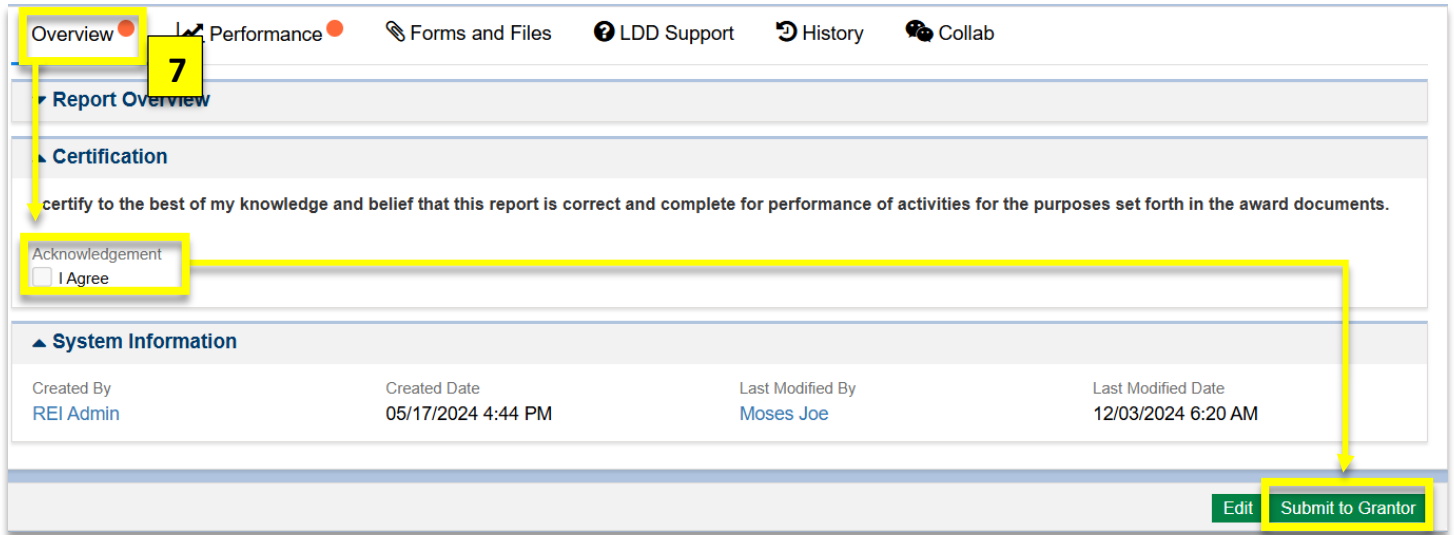 Overview Performance Forms and Files LDD Support History Collab
7
Report Overview
Certification
certify to the best of my knowledge and belief that this report is correct and complete for performance of activities for the purposes set forth in the award documents.
Acknowledgement
I Agree
System Information
Created By Created Date Last Modified By Last Modified Date
REI Admin 05/17/2024 4:44 PM Moses Joe 12/03/2024 6:20 AM
Edit Submit to Grantor